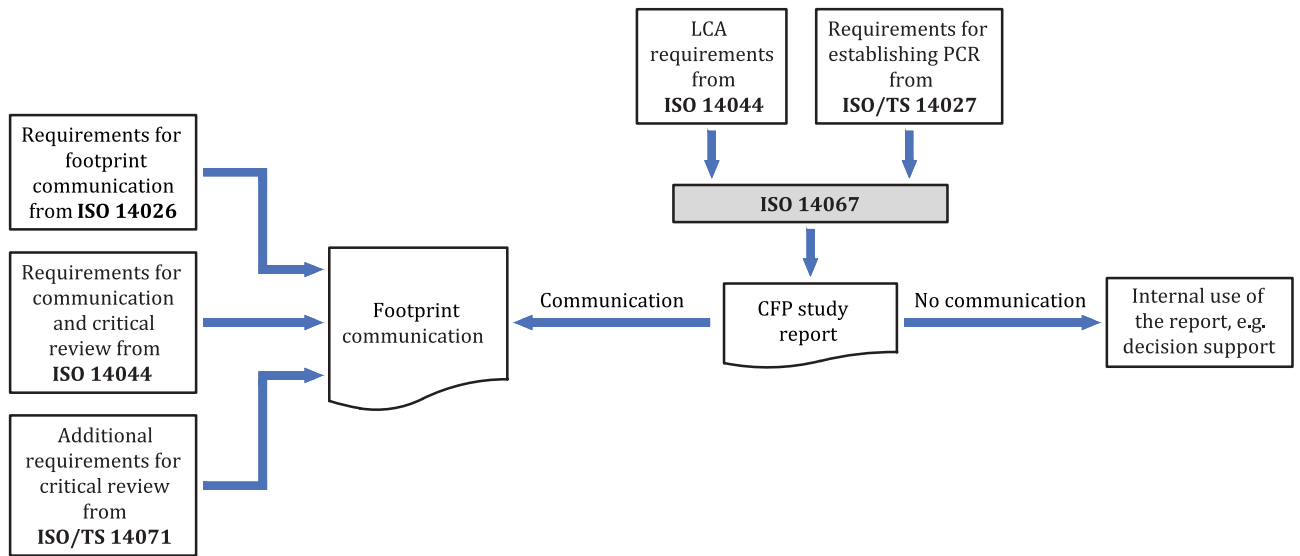 LCA
requirements
from
ISO 14044
Requirements for
establishing PCR
from
ISO/TS 14027
Requirements for
footprint
communication
from ISO 14026
ISO 14067
Requirements for
communication
and critical
review from
ISO 14044
Footprint
communication
Communication
CFP study
report
No communication
Internal use of
the report, e.g.
decision support
Additional
requirements for
critical review
from
ISO/TS 14071